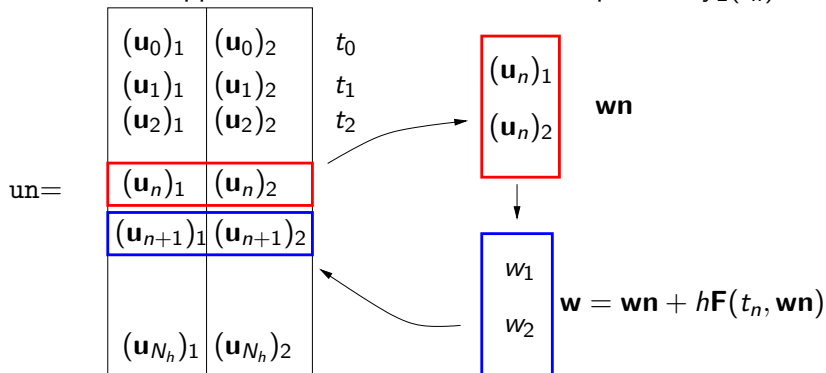 (u₀)₁ (u₀)₂ t₀
(u₁)₁ (u₁)₂ t₁
(u₂)₁ (u₂)₂ t₂
un= (uₙ)₁ (uₙ)₂
(uₙ₊₁)₁ (uₙ₊₁)₂
(u_{N_h})₁ (u_{N_h})₂
(uₙ)₁
(uₙ)₂
wn
w₁
w₂
w = wn + hF(tₙ, wn)